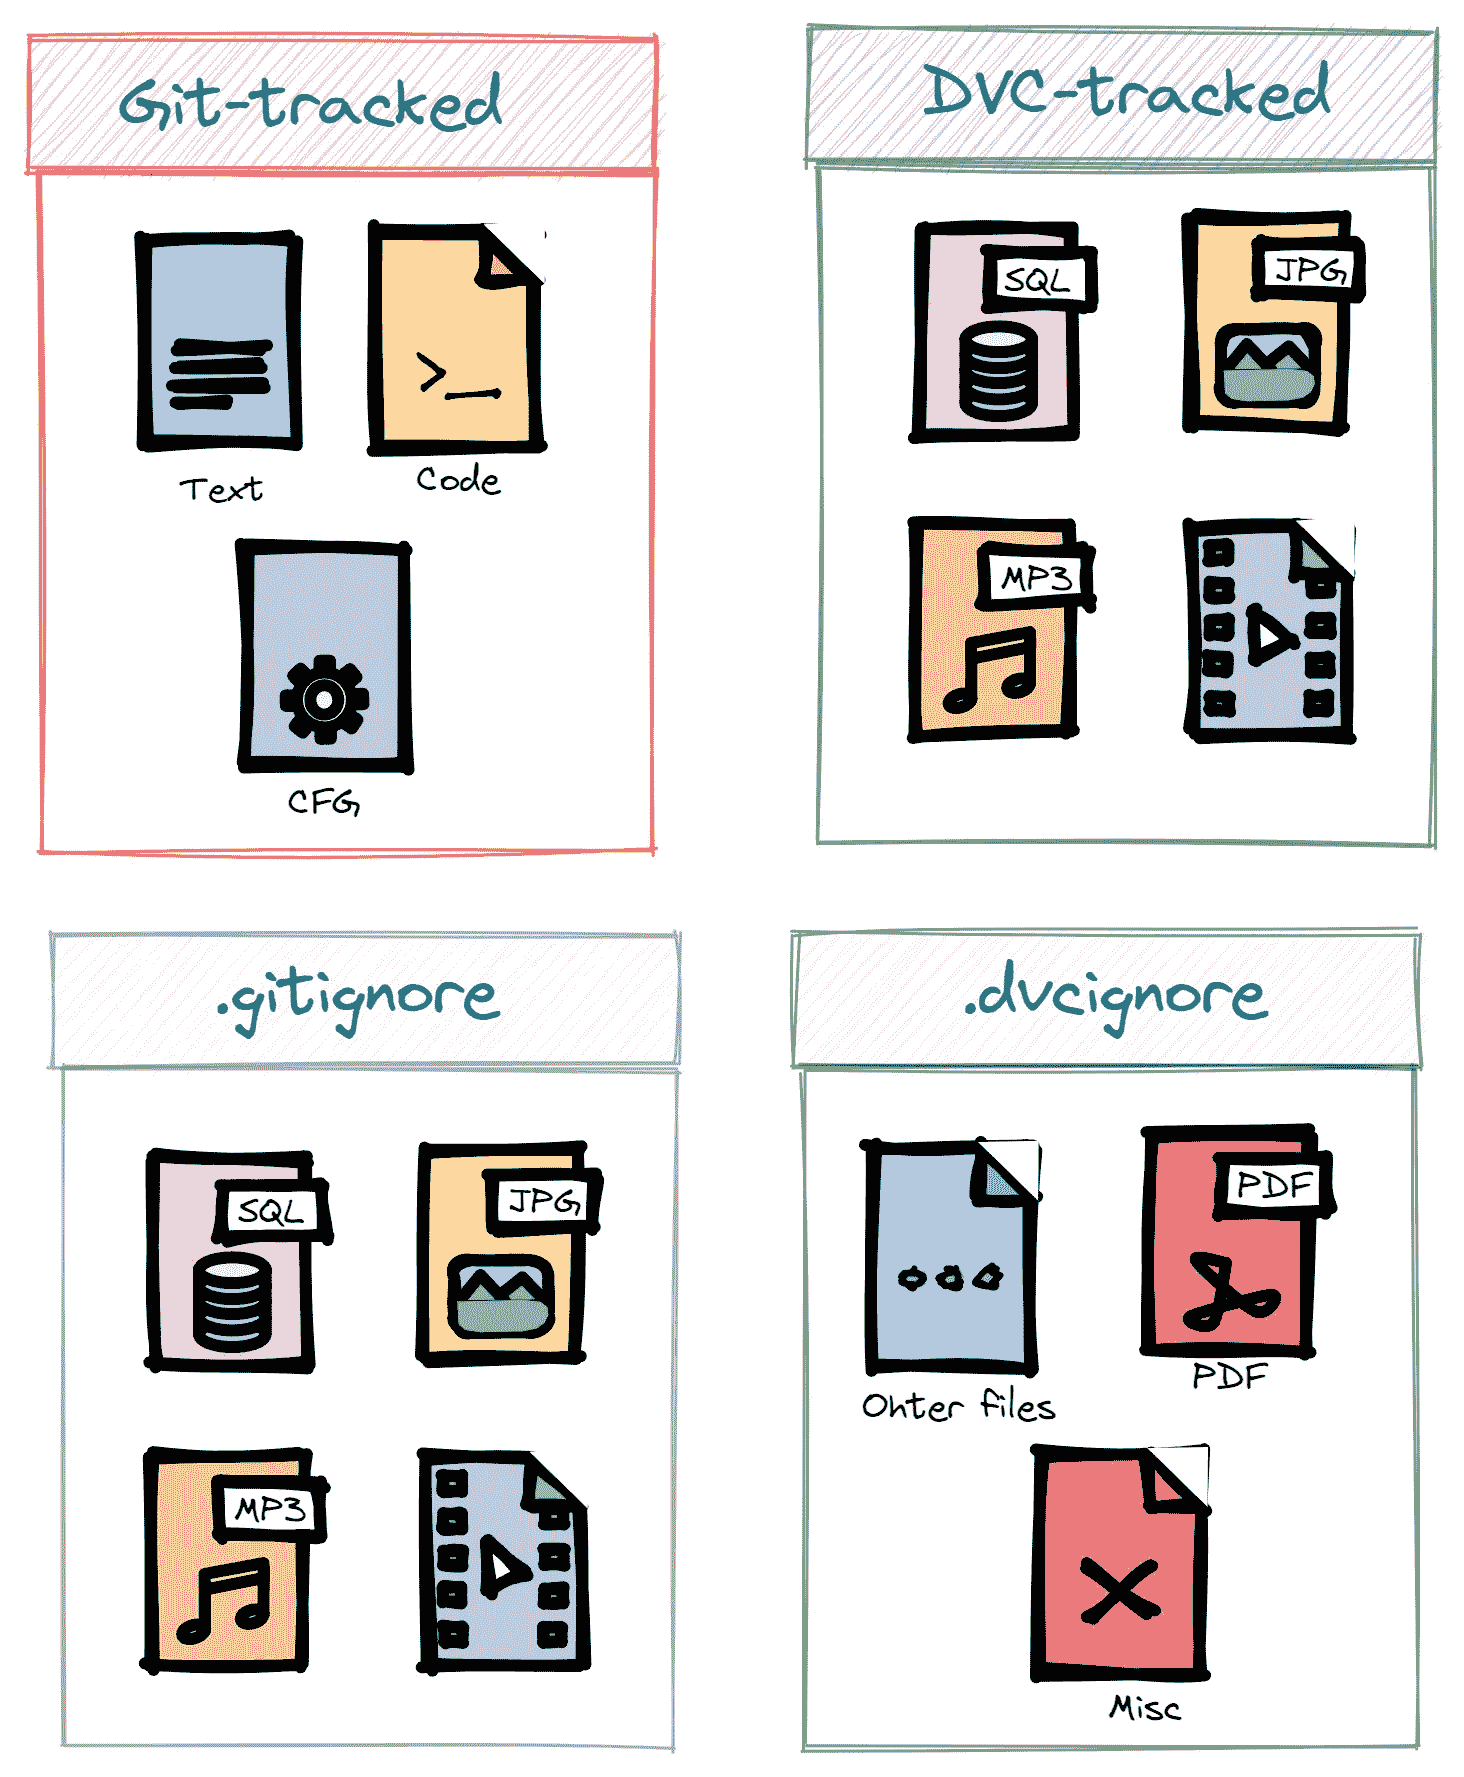 Git-tracked
Text
Code
CFG
DVC-tracked
SQL
JPG
MP3
.gitignore
SQL
JPG
MP3
.dvcignore
Ohter files
PDF
PDF
Misc